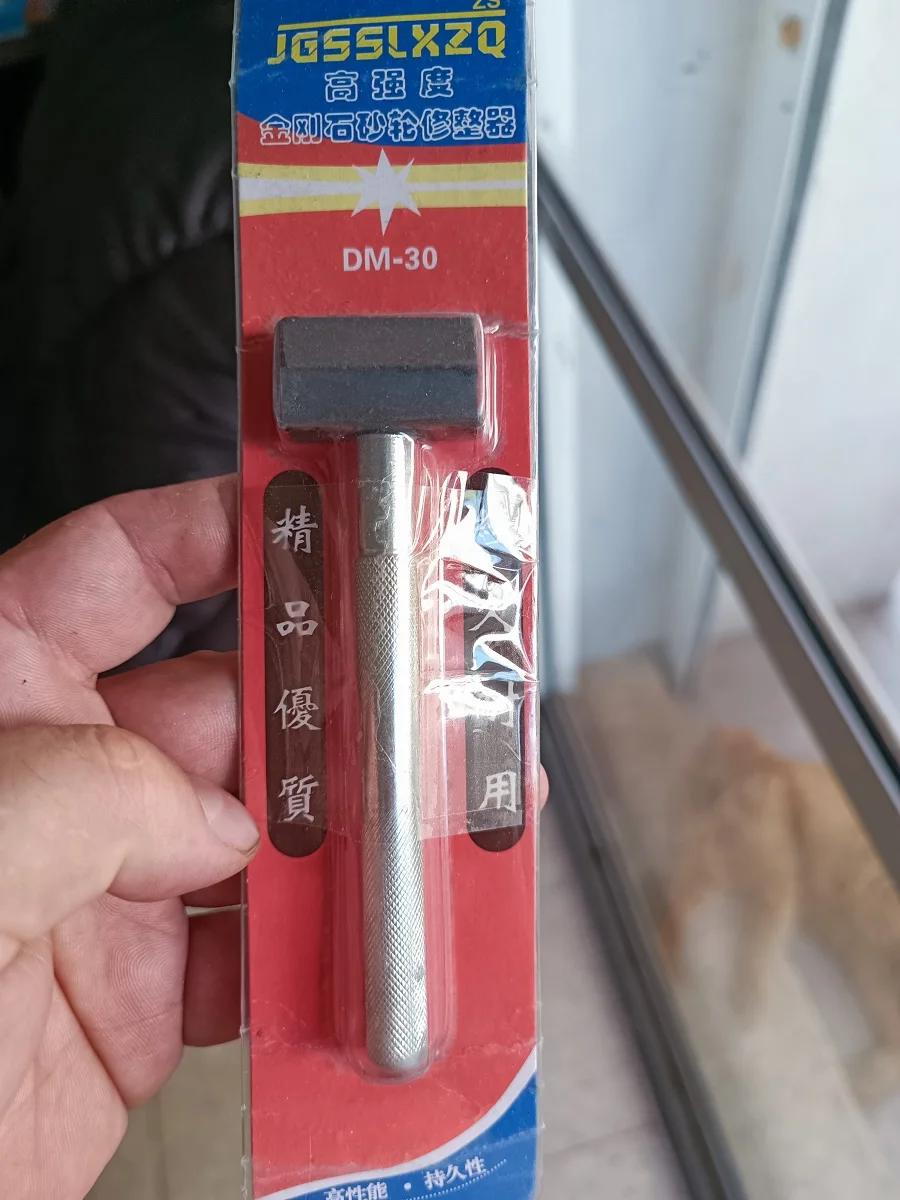 ZS
JGSSLXZQ
高强度
金刚石砂轮修整器
DM-30
精品優質
用
高性能 · 持久性